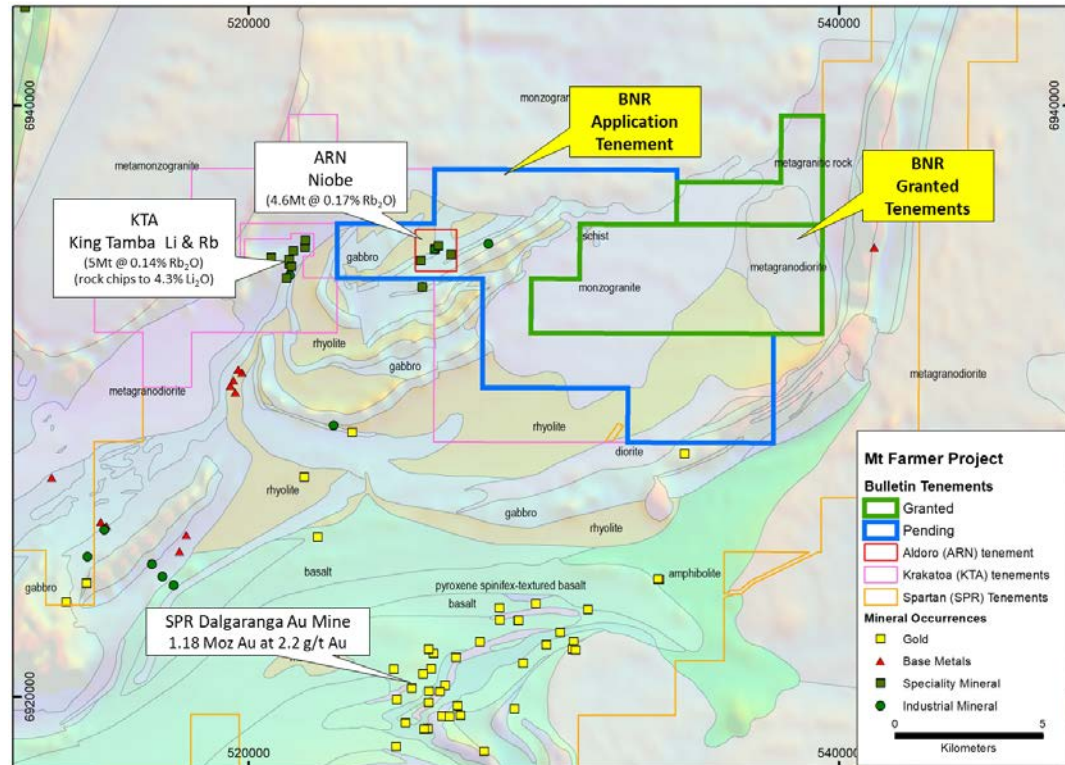 520000
540000
6940000
6940000
monzogran
BNR
Application
Tenement
metamonzogranite
ARN
Niobe
(4.6Mt @ 0.17% Rb₂O)
metagranitic rock
BNR
Granted
Tenements
KTA
King Tamba Li & Rb
(5Mt @ 0.14% Rb₂O)
(rock chips to 4.3% Li₂O)
schist
gabbro
metagranodiorite
monzogranite
rhyolite
gabbro
metagranodiorite
metagranodiorite
rhyolite
diorite
rhyolite
gabbro
rhyolite
basalt
amphibolite
gabbro
pyroxene spinifex-textured basalt
basalt
SPR Dalgaranga Au Mine
1.18 Moz Au at 2.2 g/t Au
6920000
520000
540000
Mt Farmer Project
Bulletin Tenements
Granted
Pending
Aldoro (ARN) tenement
Krakatoa (KTA) tenements
Spartan (SPR) Tenements
Mineral Occurrences
Gold
Base Metals
Speciality Mineral
Industrial Mineral
0 5
Kilometers